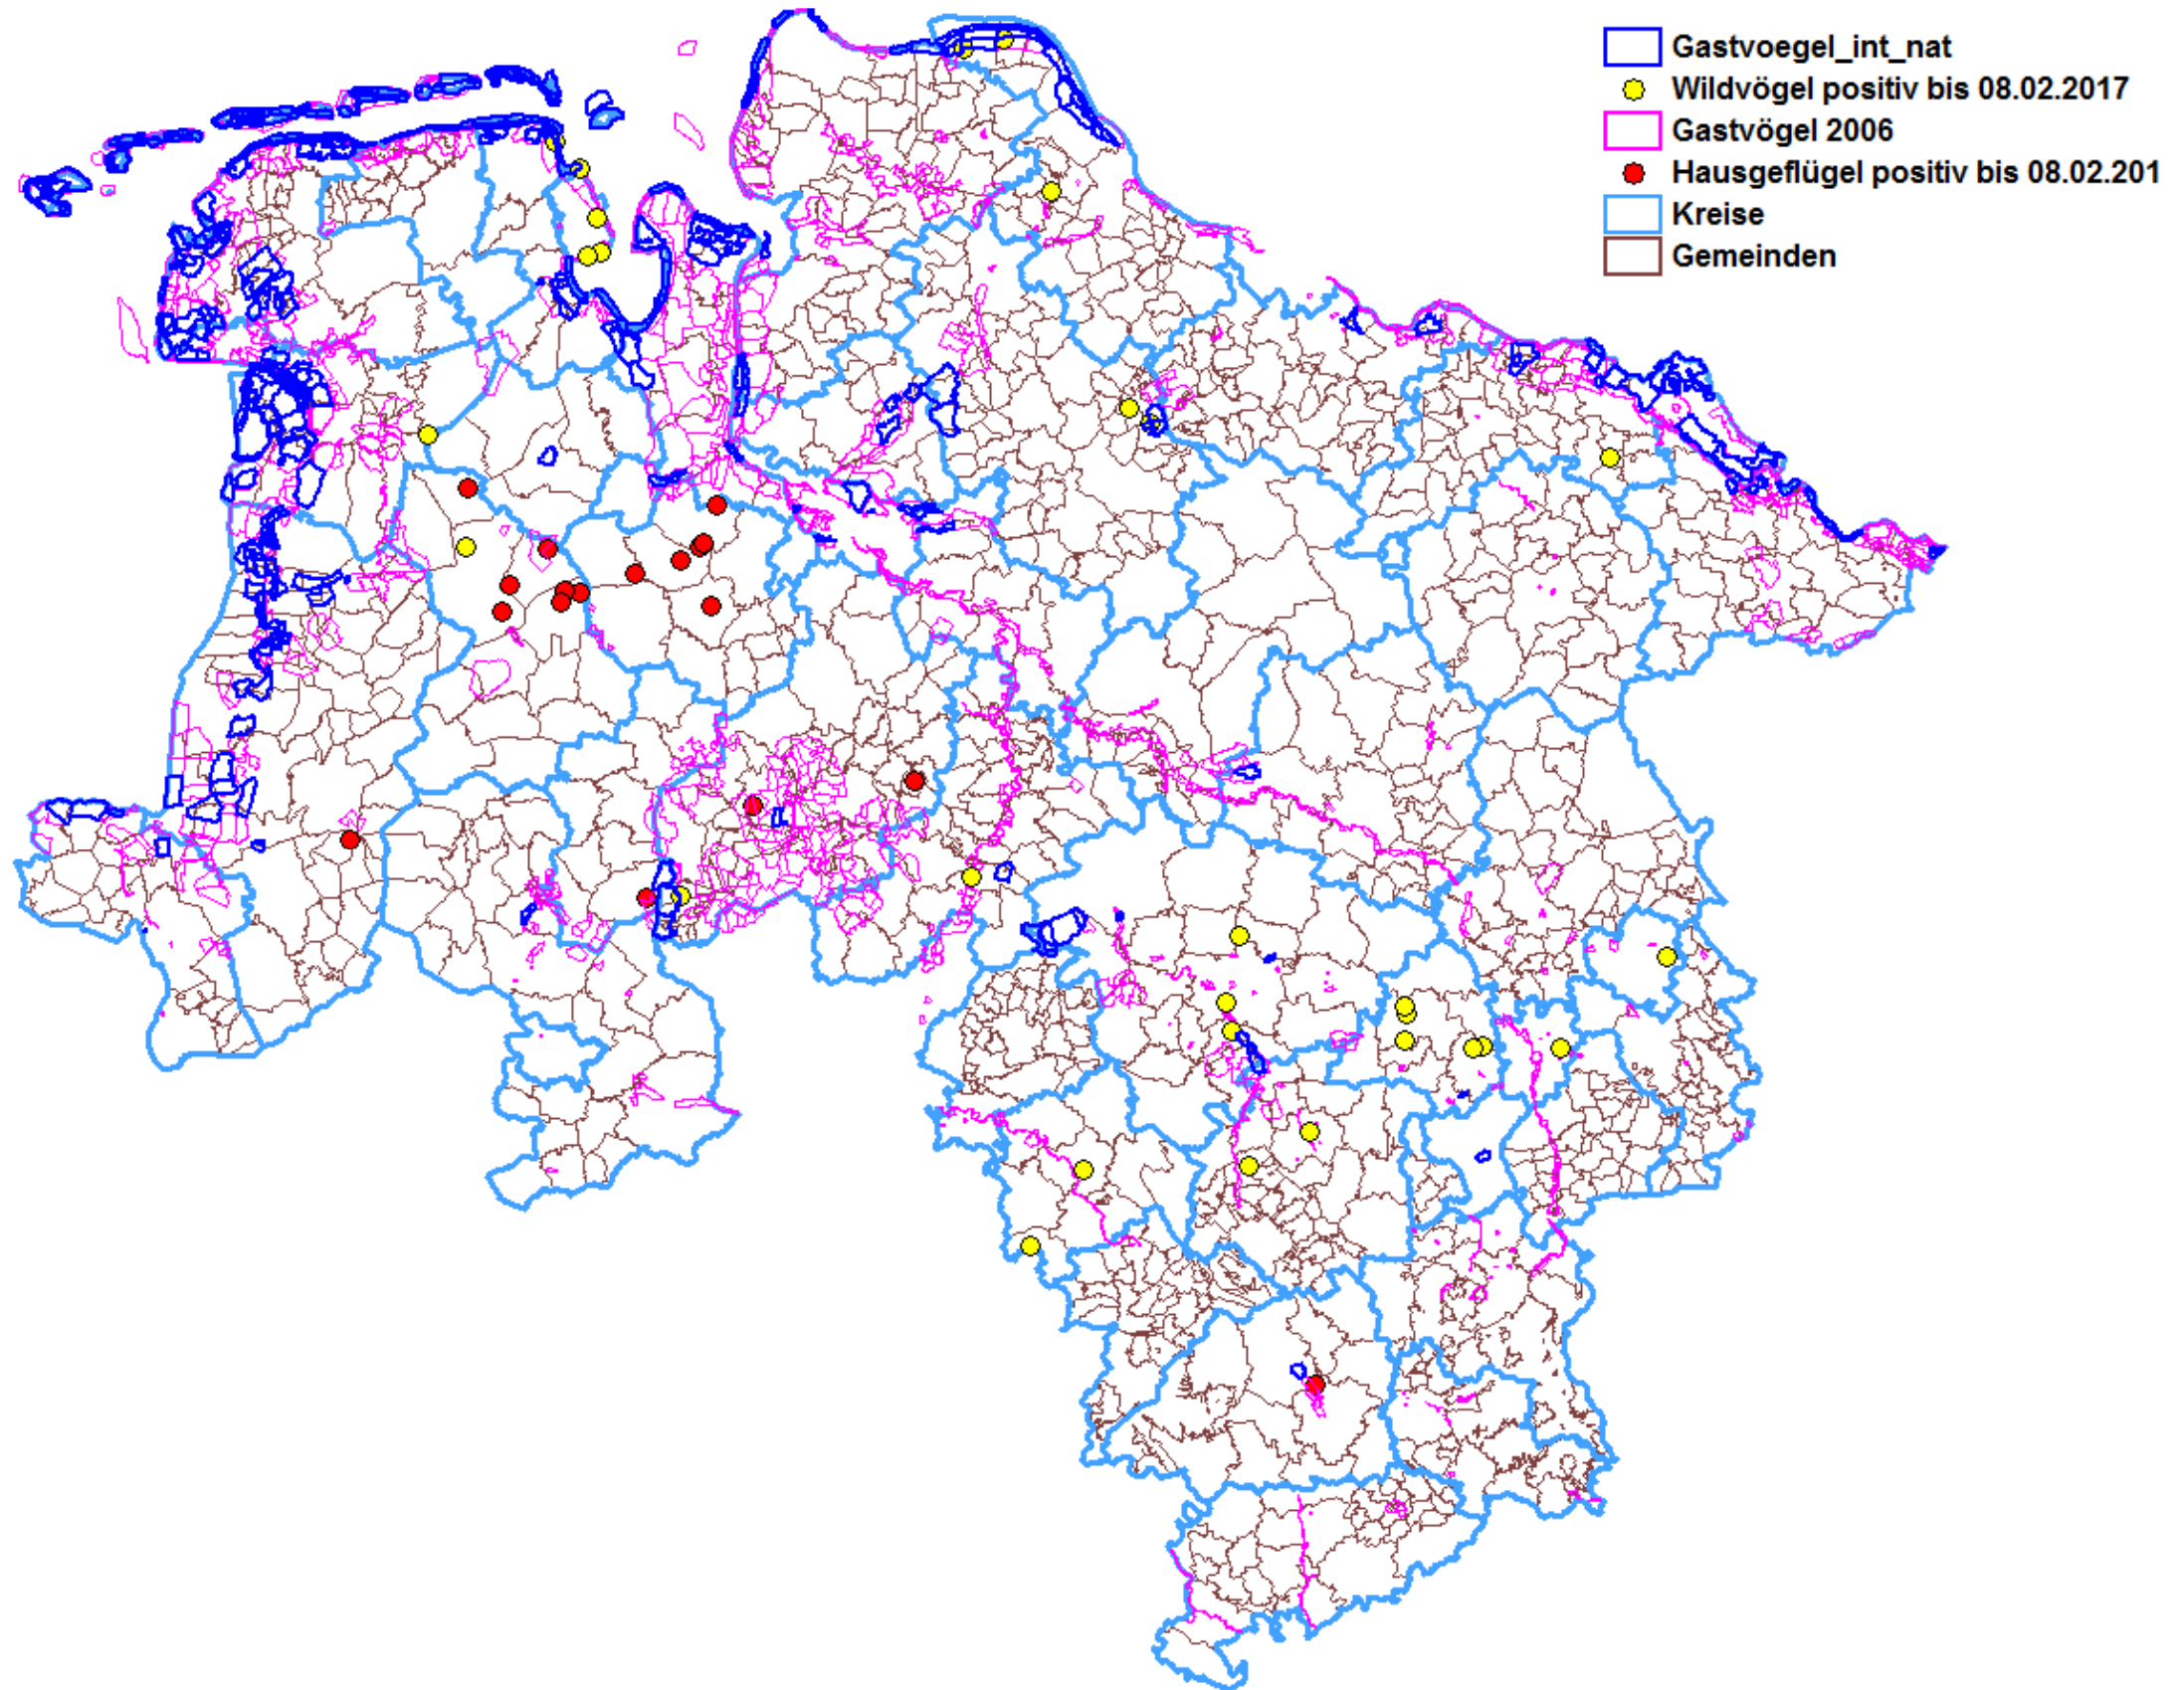 Gastvoegel_int_nat
Wildvögel positiv bis 08.02.2017
Gastvögel 2006
Hausgeflügel positiv bis 08.02.201
Kreise
Gemeinden